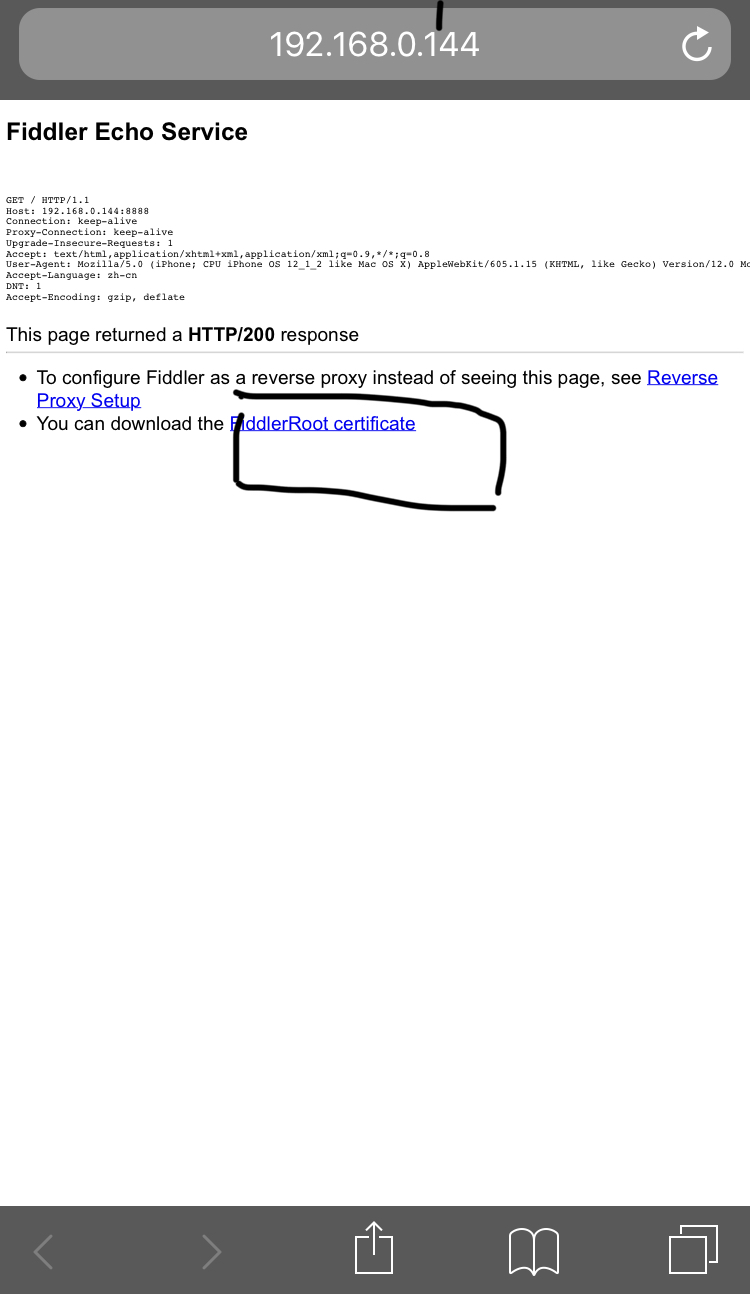 192.168.0.144
Fiddler Echo Service
GET / HTTP/1.1
Host: 192.168.0.144:8888
Connection: keep-alive
Proxy-Connection: keep-alive
Upgrade-Insecure-Requests: 1
Accept: text/html,application/xhtml+xml,application/xml;q=0.9,*/*;q=0.8
User-Agent: Mozilla/5.0 (iPhone; CPU iPhone OS 12_1_2 like Mac OS X) AppleWebKit/605.1.15 (KHTML, like Gecko) Version/12.0 Mo
Accept-Language: zh-cn
DNT: 1
Accept-Encoding: gzip, deflate
This page returned a HTTP/200 response
• To configure Fiddler as a reverse proxy instead of seeing this page, see Reverse
Proxy Setup
• You can download the FiddlerRoot certificate